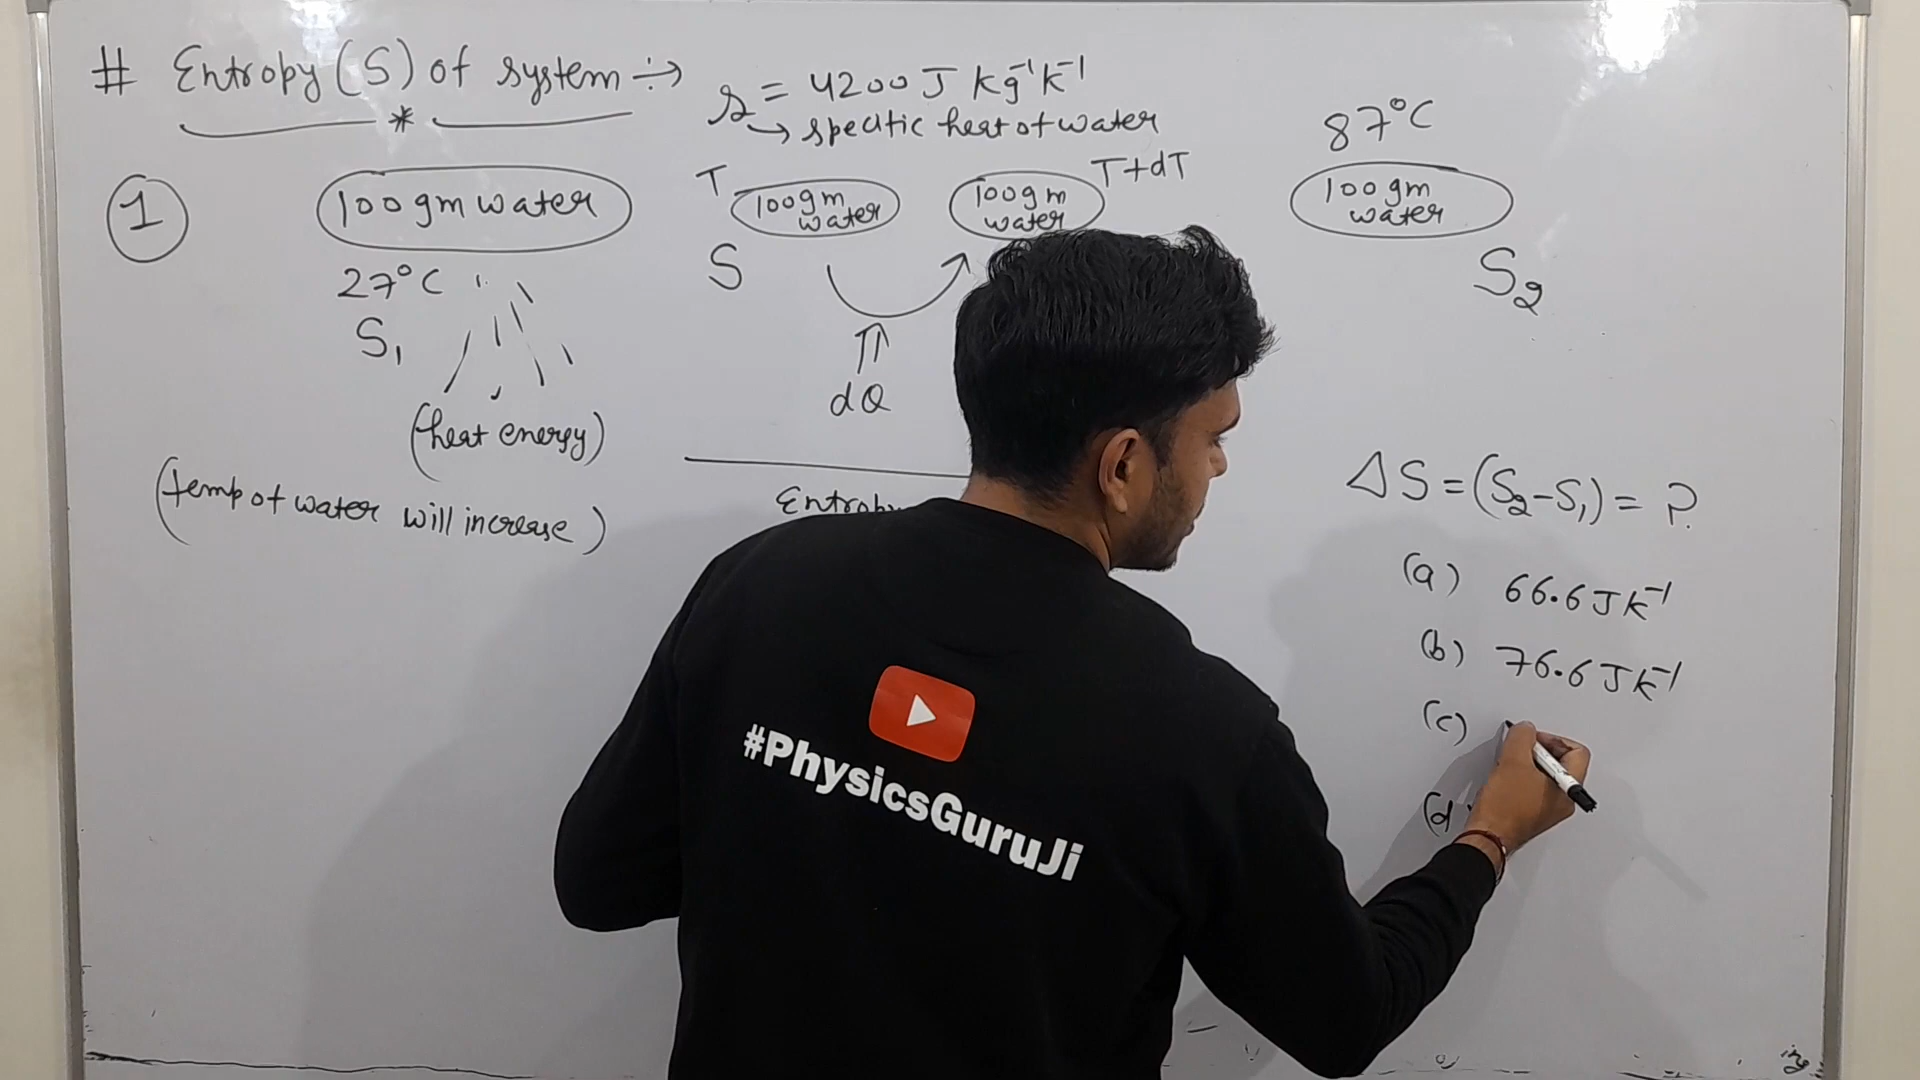 # Entropy (S) of system ÷→
s = 4200 J kg⁻¹ K⁻¹
→ specific heat of water
1
100 gm water
27°C
S₁
(heat energy)
(temp of water will increase)
T
100 gm
water
S
100 gm
water
T+dT
dQ
87°C
100 gm
water
S₂
ΔS = (S₂-S₁) = ?
(a) 66.6 J K⁻¹
(b) 76.6 J K⁻¹
(c)
(d
#PhysicsGuruJi